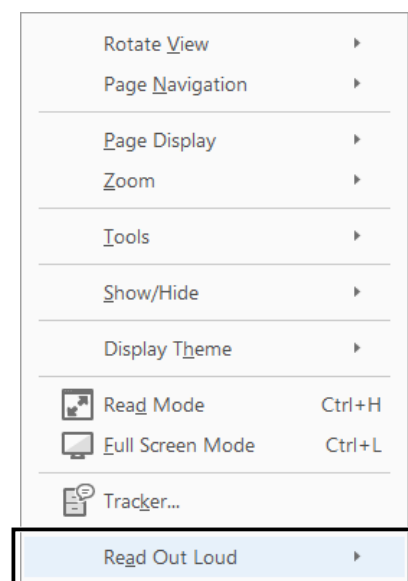 Rotate View
Page Navigation
Page Display
Zoom
Tools
Show/Hide
Display Theme
Read Mode Ctrl+H
Full Screen Mode Ctrl+L
Tracker...
Read Out Loud